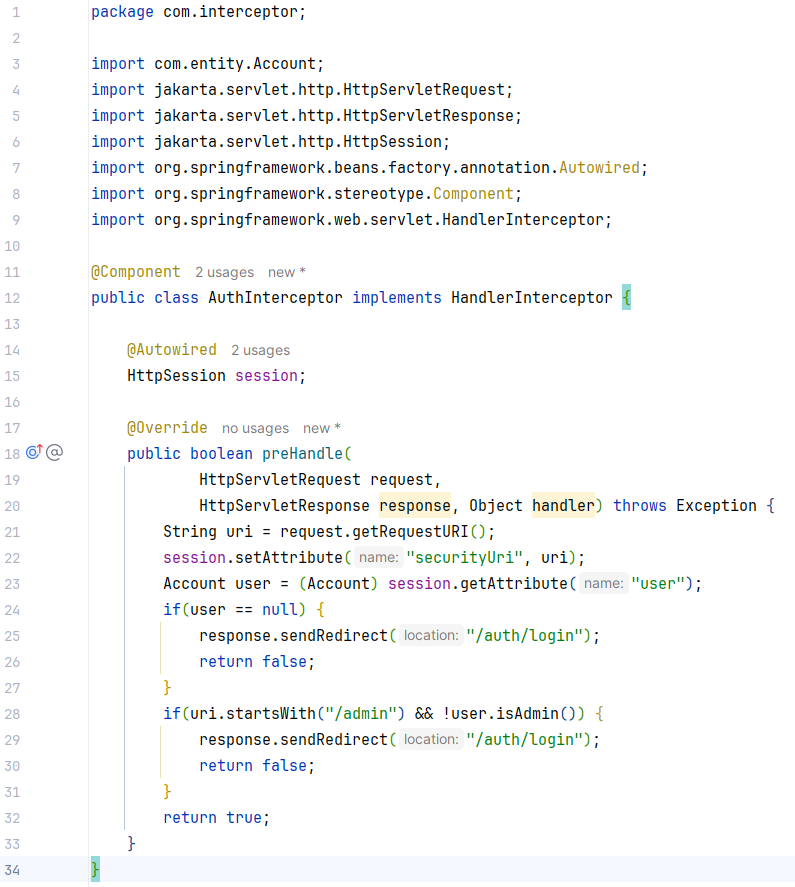 1 package com.interceptor;
2
3 import com.entity.Account;
4 import jakarta.servlet.http.HttpServletRequest;
5 import jakarta.servlet.http.HttpServletResponse;
6 import jakarta.servlet.http.HttpSession;
7 import org.springframework.beans.factory.annotation.Autowired;
8 import org.springframework.stereotype.Component;
9 import org.springframework.web.servlet.HandlerInterceptor;
10
11 @Component 2 usages new *
12 public class AuthInterceptor implements HandlerInterceptor {
13
14     @Autowired 2 usages
15     HttpSession session;
16
17     @Override no usages new *
18     public boolean preHandle(
19             HttpServletRequest request,
20             HttpServletResponse response, Object handler) throws Exception {
21         String uri = request.getRequestURI();
22         session.setAttribute( name: "securityUri", uri);
23         Account user = (Account) session.getAttribute( name: "user");
24         if(user == null) {
25             response.sendRedirect( location: "/auth/login");
26             return false;
27         }
28         if(uri.startsWith("/admin") && !user.isAdmin()) {
29             response.sendRedirect( location: "/auth/login");
30             return false;
31         }
32         return true;
33     }
34 }